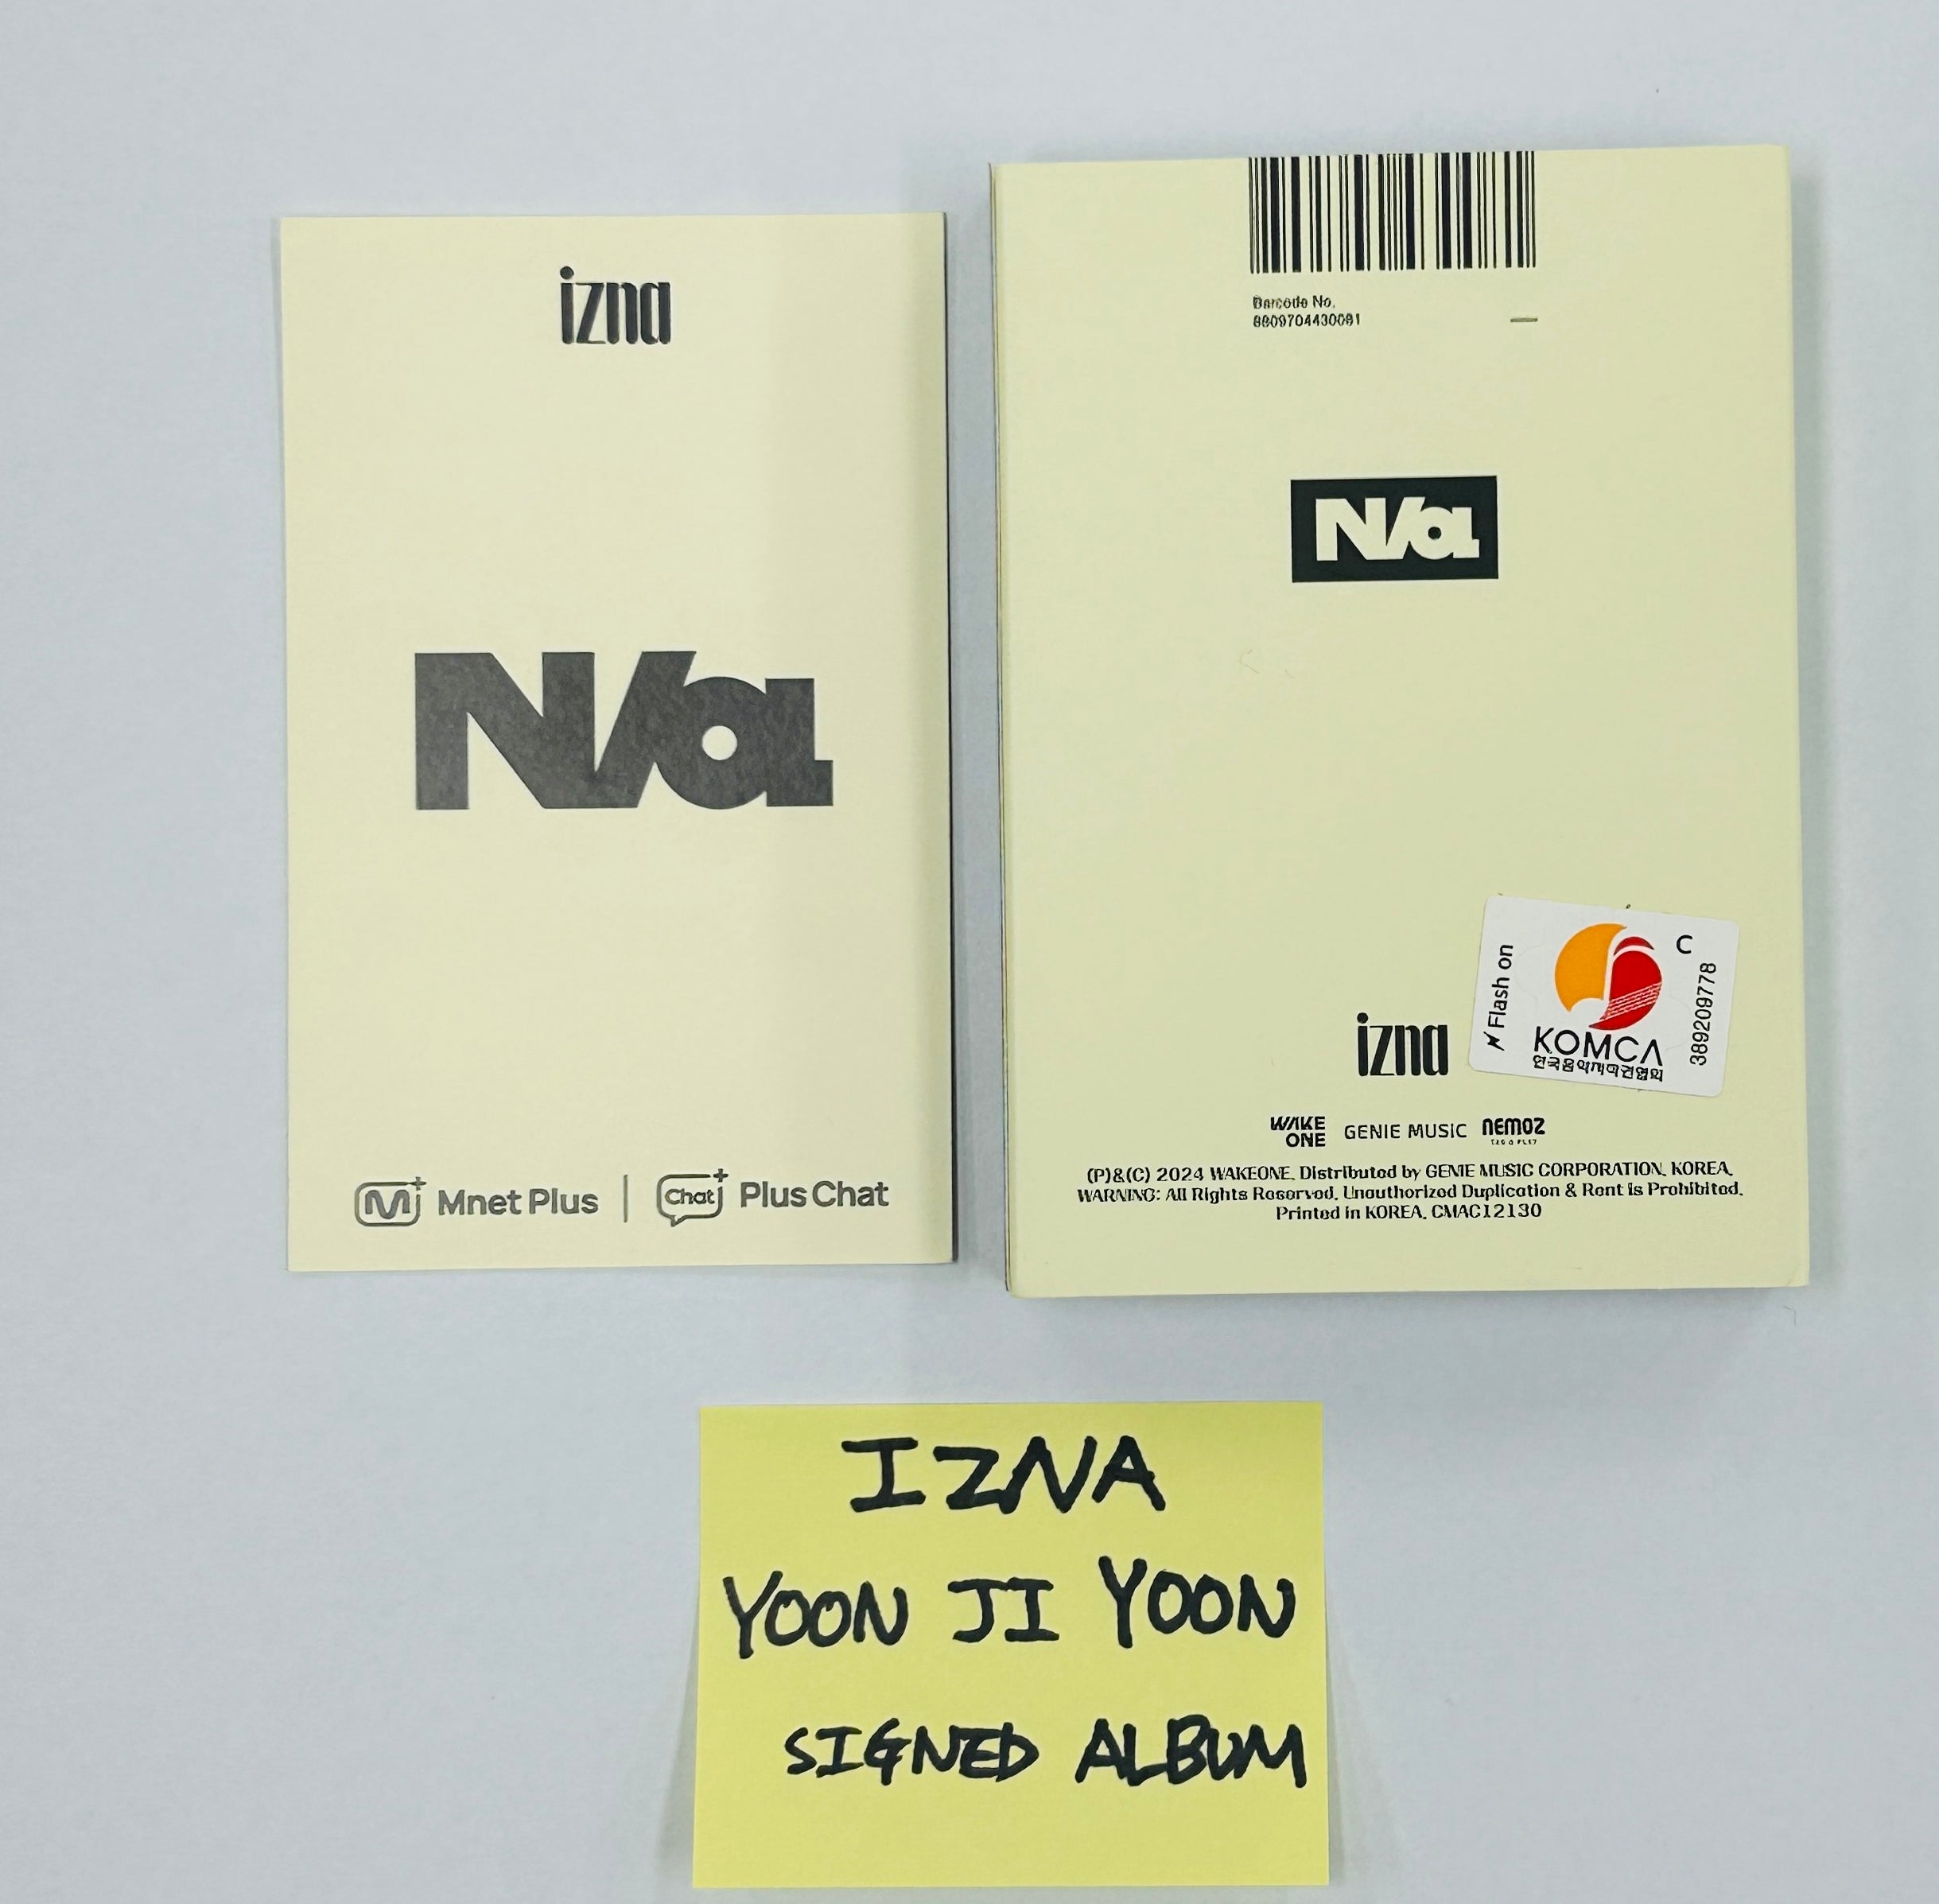 izna
N/a
Mnet Plus | Chat Plus Chat
Barcode No.
8809704430081
N/a
Flash on
C
389209778
KOMCA
한국음악저작권협회
izna
WAKE ONE GENIE MUSIC nemoz
(P)&(C) 2024 WAKEONE. Distributed by GENIE MUSIC CORPORATION. KOREA.
WARNING: All Rights Reserved. Unauthorized Duplication & Rent is Prohibited.
Printed in KOREA. CMAC12130
IZNA
YOON JI YOON
SIGNED ALBUM